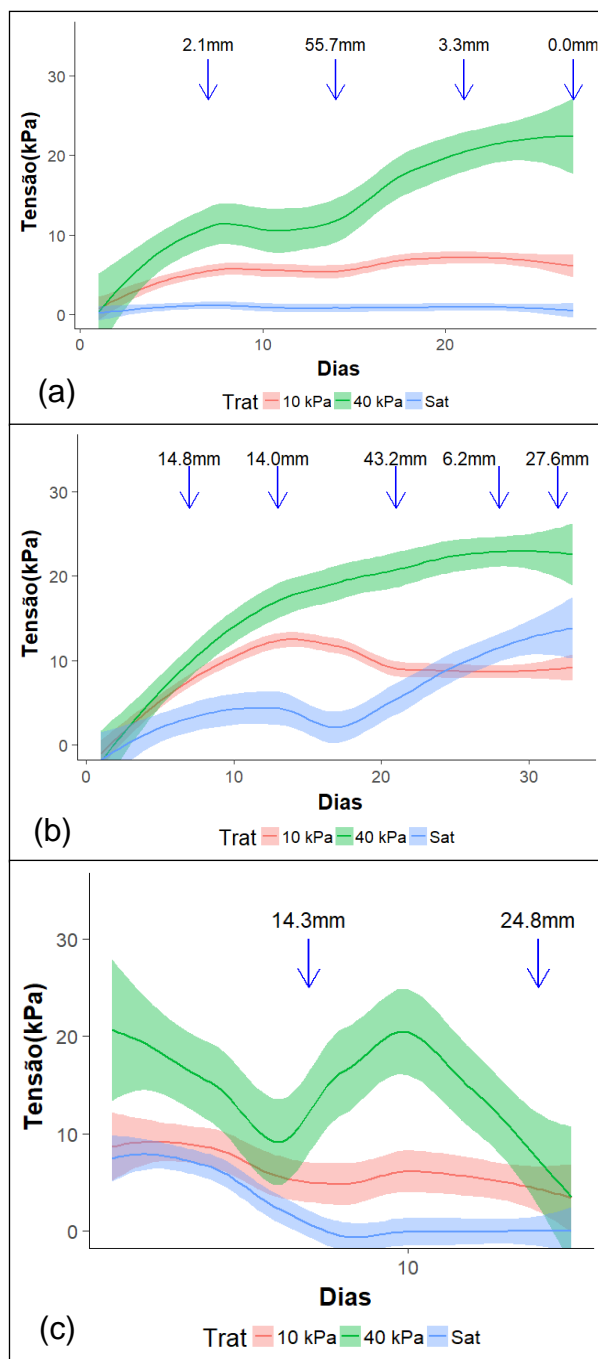 2.1mm 55.7mm 3.3mm 0.0mm
30
20
10
0
Tensão(kPa)
0 10 20
Dias
(a)
Trat 10 kPa 40 kPa Sat
14.8mm 14.0mm 43.2mm 6.2mm 27.6mm
30
20
10
0
Tensão(kPa)
0 10 20 30
Dias
(b)
Trat 10 kPa 40 kPa Sat
14.3mm 24.8mm
30
20
10
0
Tensão(kPa)
10
Dias
(c)
Trat 10 kPa 40 kPa Sat